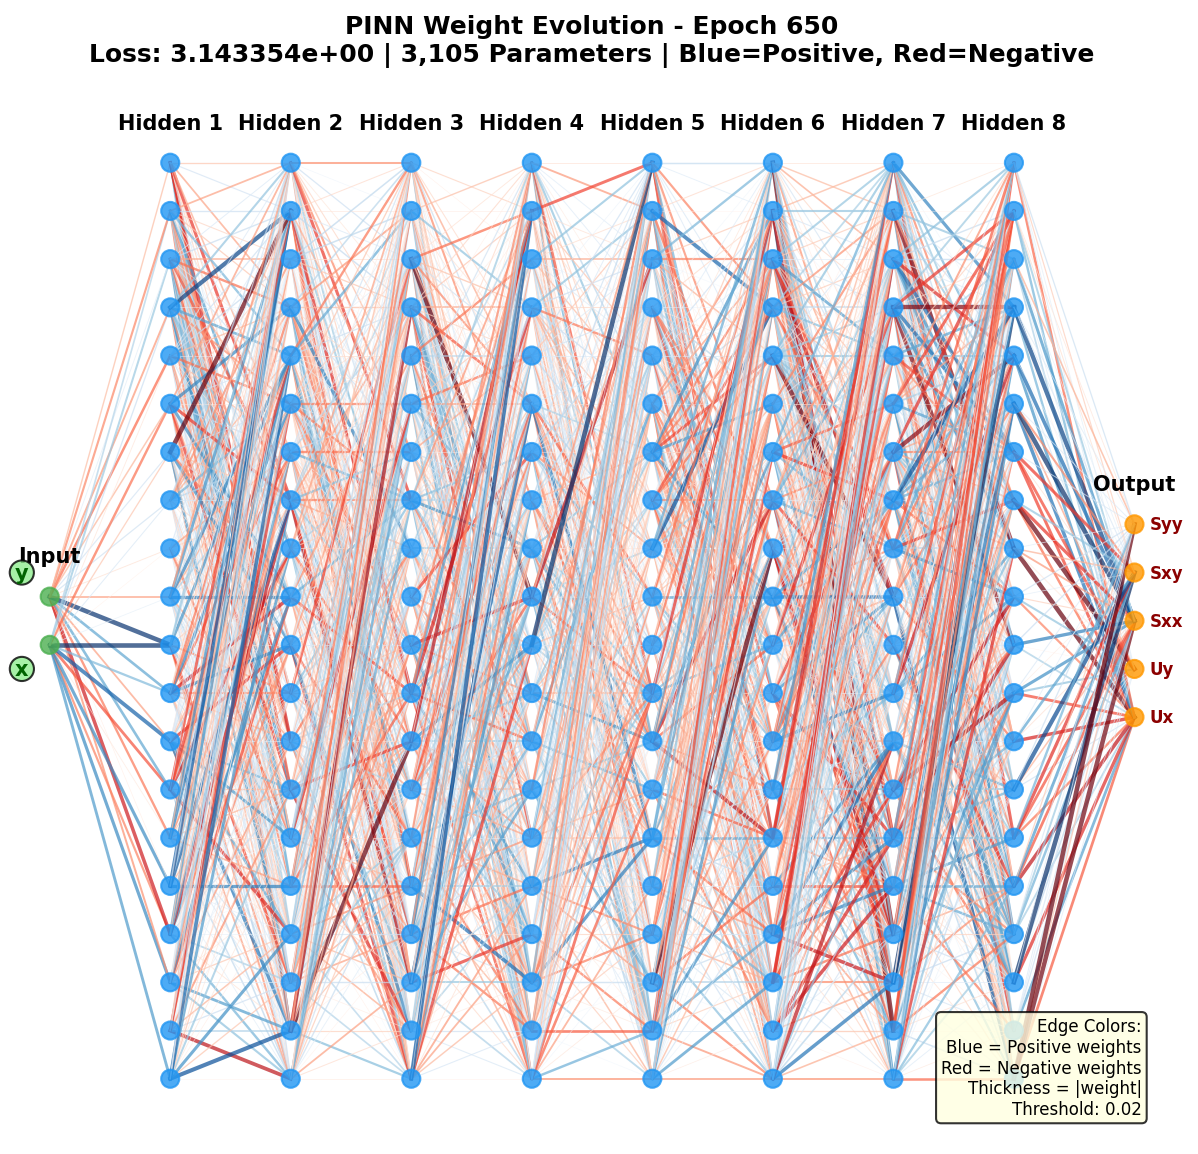 PINN Weight Evolution - Epoch 650
Loss: 3.143354e+00 | 3,105 Parameters | Blue=Positive, Red=Negative
Hidden 1 Hidden 2 Hidden 3 Hidden 4 Hidden 5 Hidden 6 Hidden 7 Hidden 8
Output
Syy
Input
y
Sxy
Sxx
x
Uy
Ux
Edge Colors:
Blue = Positive weights
Red = Negative weights
Thickness = |weight|
Threshold: 0.02